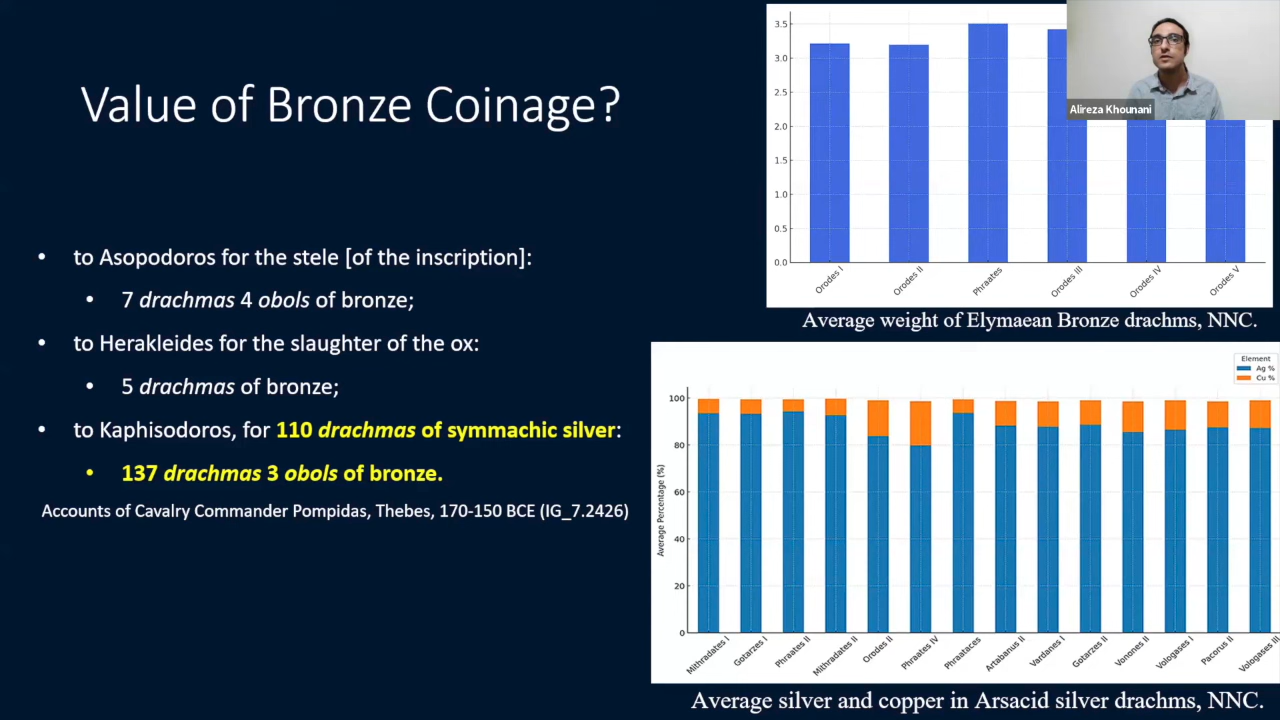 Value of Bronze Coinage?
• to Asopodoros for the stele [of the inscription]:
• 7 drachmas 4 obols of bronze;
• to Herakleides for the slaughter of the ox:
• 5 drachmas of bronze;
• to Kaphisodoros, for 110 drachmas of symmachic silver:
• 137 drachmas 3 obols of bronze.
Accounts of Cavalry Commander Pompidas, Thebes, 170-150 BCE (IG_7.2426)
3.5
3.0
2.5
2.0
1.5
1.0
0.5
0.0
Orodes I
Orodes II
Phraates
Orodes III
Orodes IV
Orodes V
Alireza Khounani
Average weight of Elymaean Bronze drachms, NNC.
Element
Ag %
Cu %
Average Percentage (%)
100
80
60
40
20
0
Mithradates I
Gotarzes I
Phraates II
Mithradates II
Orodes II
Phraates IV
Phraataces
Artabanus II
Vardanes I
Gotarzes II
Vonones II
Vologases I
Pacorus II
Vologases III
Average silver and copper in Arsacid silver drachms, NNC.